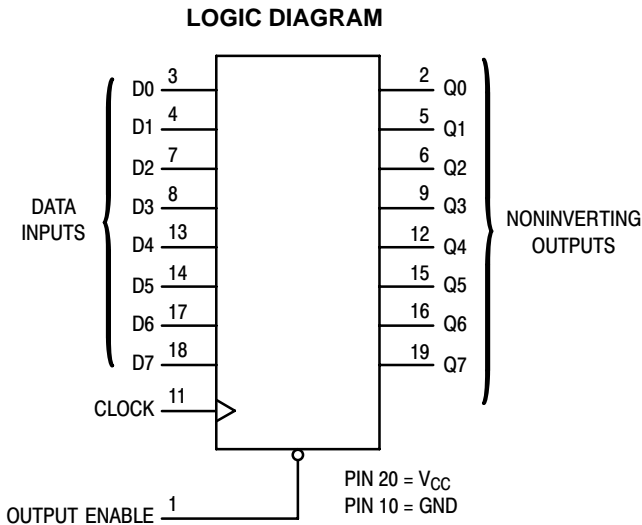 LOGIC DIAGRAM
D0 3
D1 4
D2 7
D3 8
D4 13
D5 14
D6 17
D7 18
DATA
INPUTS
CLOCK 11
OUTPUT ENABLE 1
2 Q0
5 Q1
6 Q2
9 Q3
12 Q4
15 Q5
16 Q6
19 Q7
NONINVERTING
OUTPUTS
PIN 20 = VCC
PIN 10 = GND